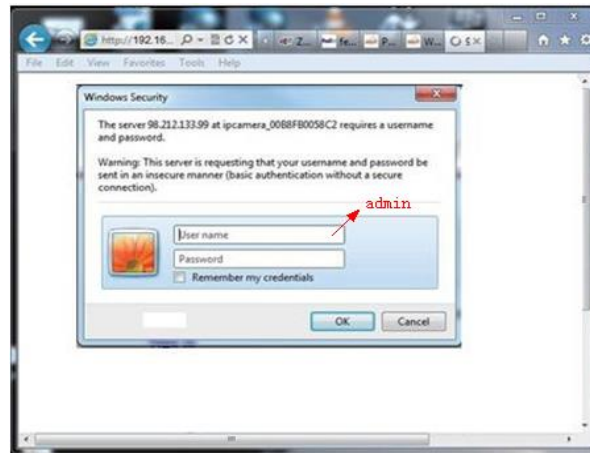 http://192.16...
Z...
fe...
P...
W...
File Edit View Favorites Tools Help
Windows Security
The server 98.212.133.99 at ipcamera_00B8FB0058C2 requires a username
and password.
Warning: This server is requesting that your username and password be
sent in an insecure manner (basic authentication without a secure
connection).
admin
User name
Password
Remember my credentials
OK Cancel